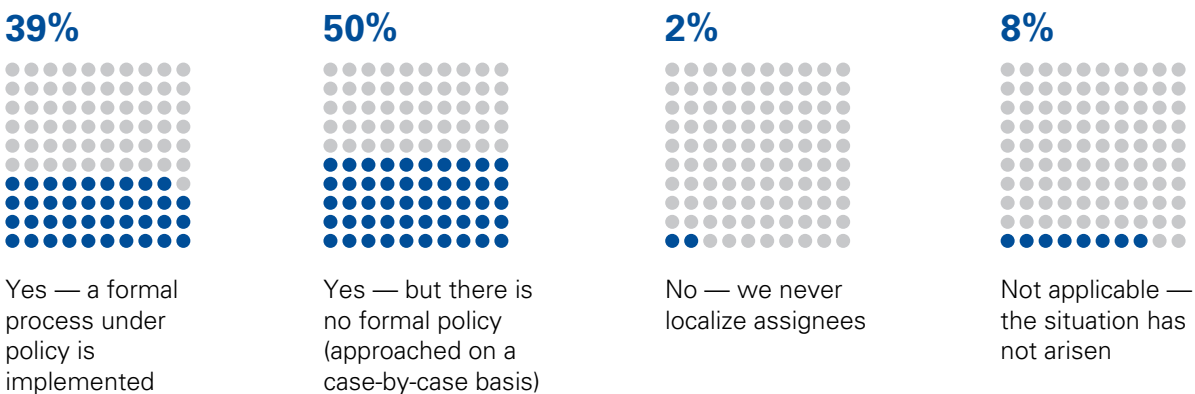 39%
Yes — a formal
process under
policy is
implemented
50%
Yes — but there is
no formal policy
(approached on a
case-by-case basis)
2%
No — we never
localize assignees
8%
Not applicable —
the situation has
not arisen